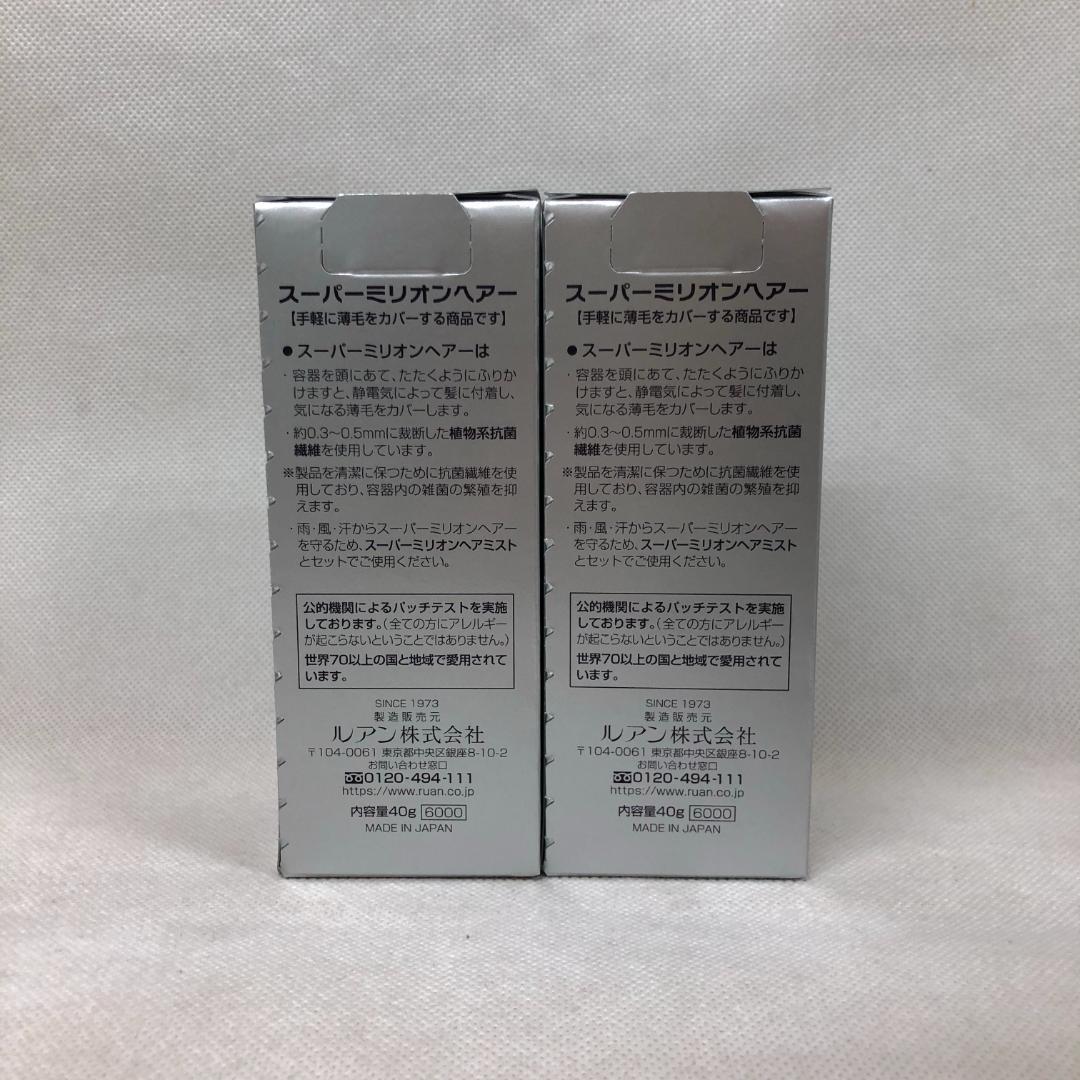 スーパーミリオンヘアー
【手軽に薄毛をカバーする商品です】
●スーパーミリオンヘアーは
・容器を頭にあて、たたくようにふりか
けますと、静電気によって髪に付着し、
気になる薄毛をカバーします。
・約0.3〜0.5mmに裁断した植物系抗菌
繊維を使用しています。
※製品を清潔に保つために抗菌繊維を使
用しており、容器内の雑菌の繁殖を抑
えます。
・雨・風・汗からスーパーミリオンヘアー
を守るため、スーパーミリオンヘアミスト
とセットでご使用ください。
公的機関によるパッチテストを実施
しております。(全ての方にアレルギー
が起こらないということではありません。)
世界70以上の国と地域で愛用されて
います。
SINCE 1973
製造販売元
ルアン株式会社
〒104-0061 東京都中央区銀座8-10-2
お問い合わせ窓口
0120-494-111
https://www.ruan.co.jp
内容量40g 6000
MADE IN JAPAN
スーパーミリオンヘアー
【手軽に薄毛をカバーする商品です】
●スーパーミリオンヘアーは
・容器を頭にあて、たたくようにふりか
けますと、静電気によって髪に付着し、
気になる薄毛をカバーします。
・約0.3〜0.5mmに裁断した植物系抗菌
繊維を使用しています。
※製品を清潔に保つために抗菌繊維を使
用しており、容器内の雑菌の繁殖を抑
えます。
・雨・風・汗からスーパーミリオンヘアー
を守るため、スーパーミリオンヘアミスト
とセットでご使用ください。
公的機関によるパッチテストを実施
しております。(全ての方にアレルギー
が起こらないということではありません。)
世界70以上の国と地域で愛用されて
います。
SINCE 1973
製造販売元
ルアン株式会社
〒104-0061 東京都中央区銀座8-10-2
お問い合わせ窓口
0120-494-111
https://www.ruan.co.jp
内容量40g 6000
MADE IN JAPAN